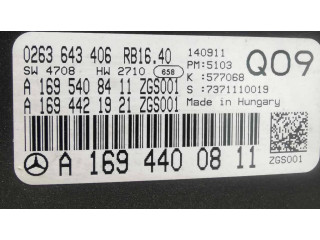 0263 643 406 RB16.40 140911
SW 4708 HW 2710 658 PM:5103 Q09
A 169 540 84 11 ZGS001 K :577068
A 169 442 19 21 ZGS001 S :7371110019
Made in Hungary
A 169 440 08 11 ZGS001